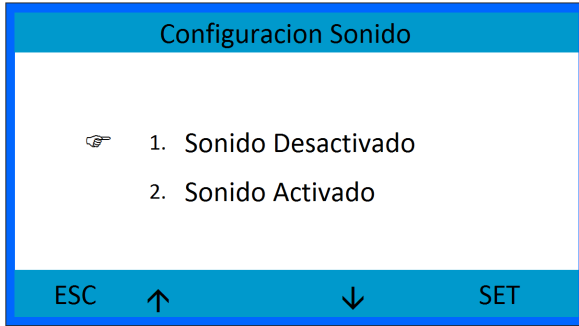 Configuracion Sonido
☞ 1. Sonido Desactivado
2. Sonido Activado
ESC ↑ ↓ SET